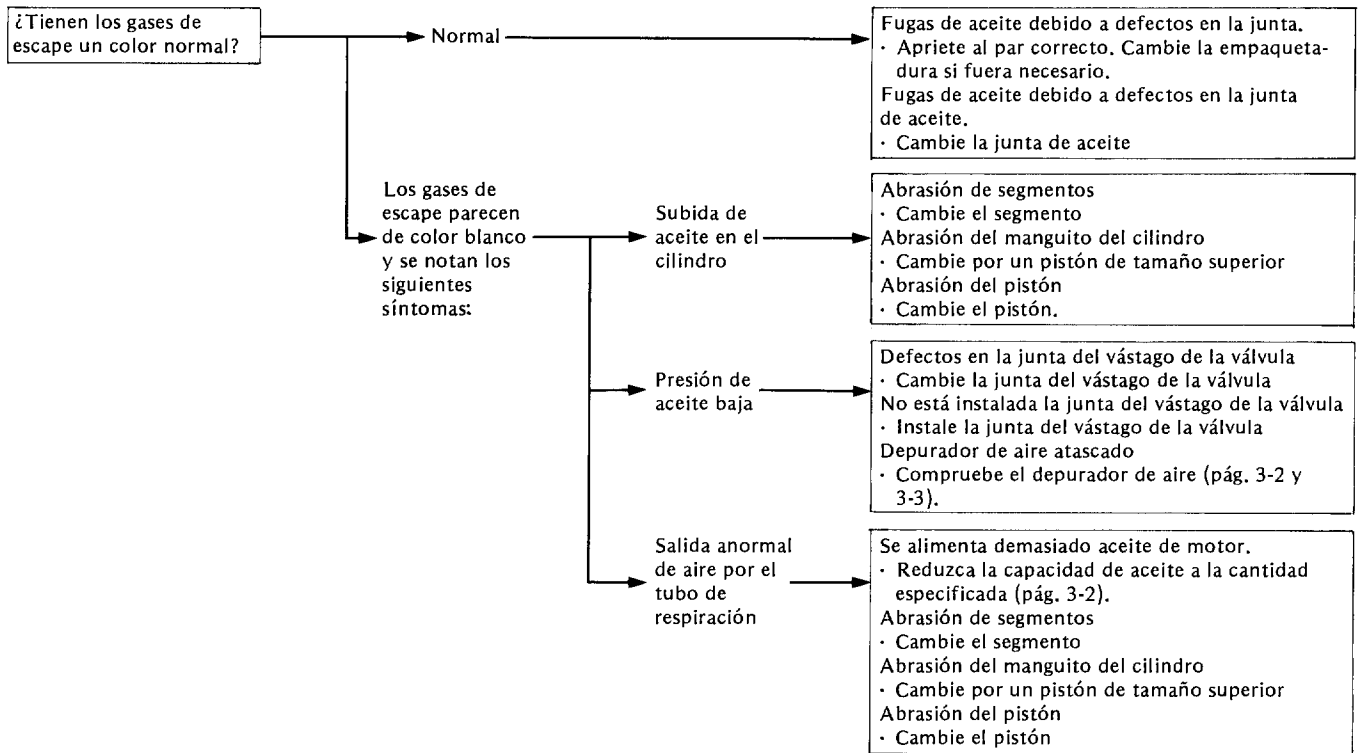 ¿Tienen los gases de
escape un color normal?
Normal
Fugas de aceite debido a defectos en la junta.
· Apriete al par correcto. Cambie la empaqueta-
dura si fuera necesario.
Fugas de aceite debido a defectos en la junta
de aceite.
· Cambie la junta de aceite
Los gases de
escape parecen
de color blanco
y se notan los
siguientes
síntomas:
Subida de
aceite en el
cilindro
Abrasión de segmentos
· Cambie el segmento
Abrasión del manguito del cilindro
· Cambie por un pistón de tamaño superior
Abrasión del pistón
· Cambie el pistón.
Presión de
aceite baja
Defectos en la junta del vástago de la válvula
· Cambie la junta del vástago de la válvula
No está instalada la junta del vástago de la válvula
· Instale la junta del vástago de la válvula
Depurador de aire atascado
· Compruebe el depurador de aire (pág. 3-2 y
3-3).
Salida anormal
de aire por el
tubo de
respiración
Se alimenta demasiado aceite de motor.
· Reduzca la capacidad de aceite a la cantidad
especificada (pág. 3-2).
Abrasión de segmentos
· Cambie el segmento
Abrasión del manguito del cilindro
· Cambie por un pistón de tamaño superior
Abrasión del pistón
· Cambie el pistón